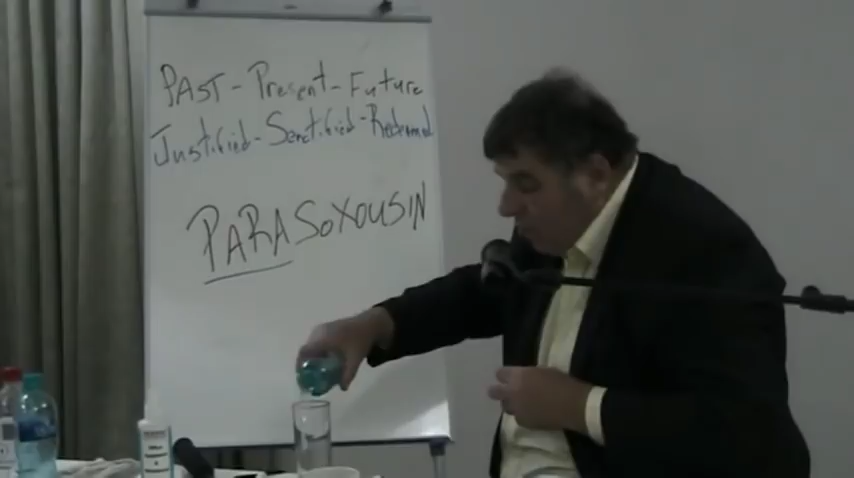 PAST - Present - Future
Justified - Sanctified - Redeemed
PARASOXOUSIN